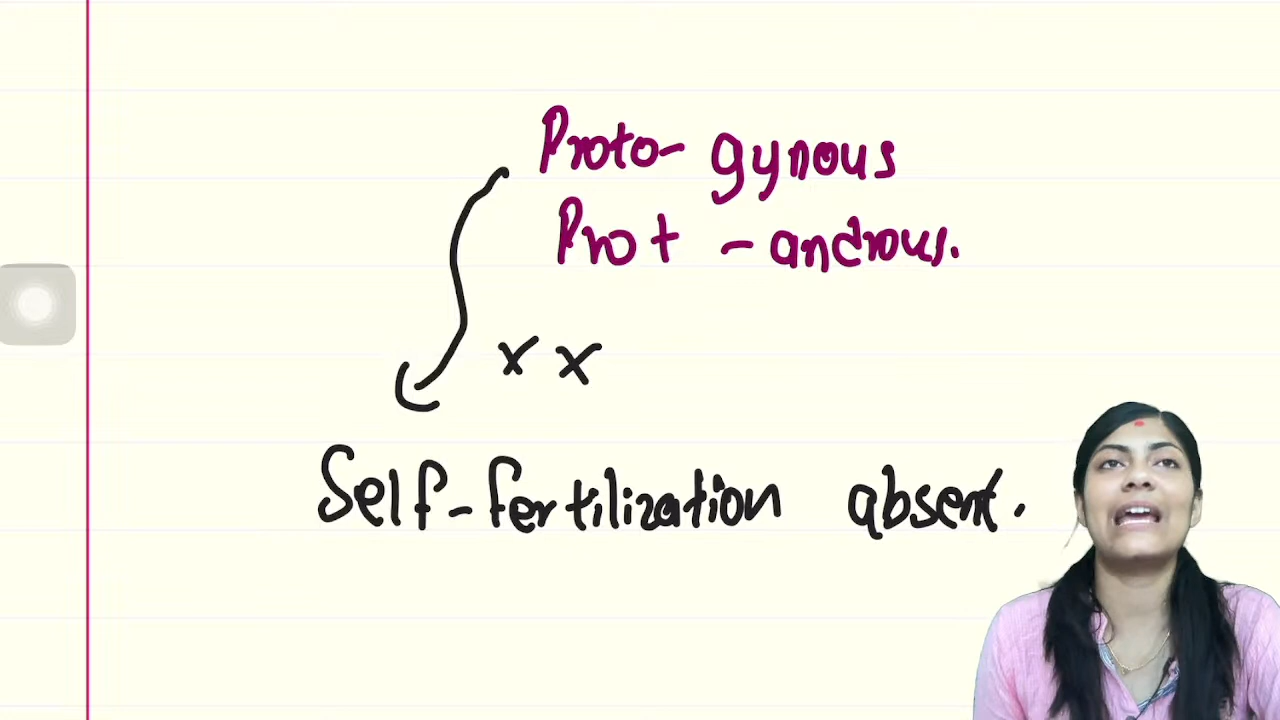 Proto- gynous
Prot - androus.
x x
Self-fertilization absent.